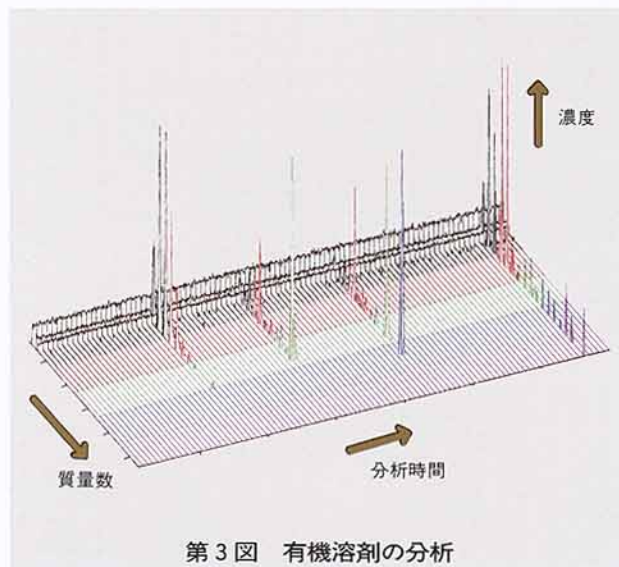 濃度
質量数
分析時間
第3図 有機溶剤の分析